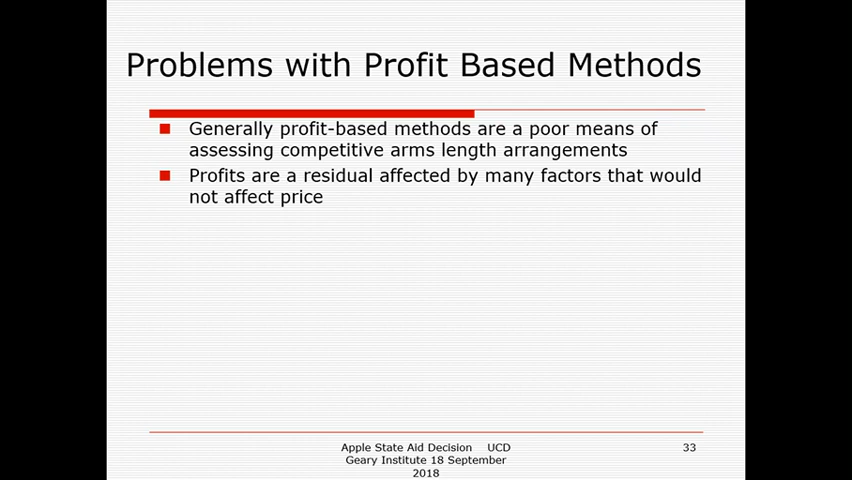 Problems with Profit Based Methods
Generally profit-based methods are a poor means of
assessing competitive arms length arrangements
Profits are a residual affected by many factors that would
not affect price
Apple State Aid Decision UCD
Geary Institute 18 September
2018
33